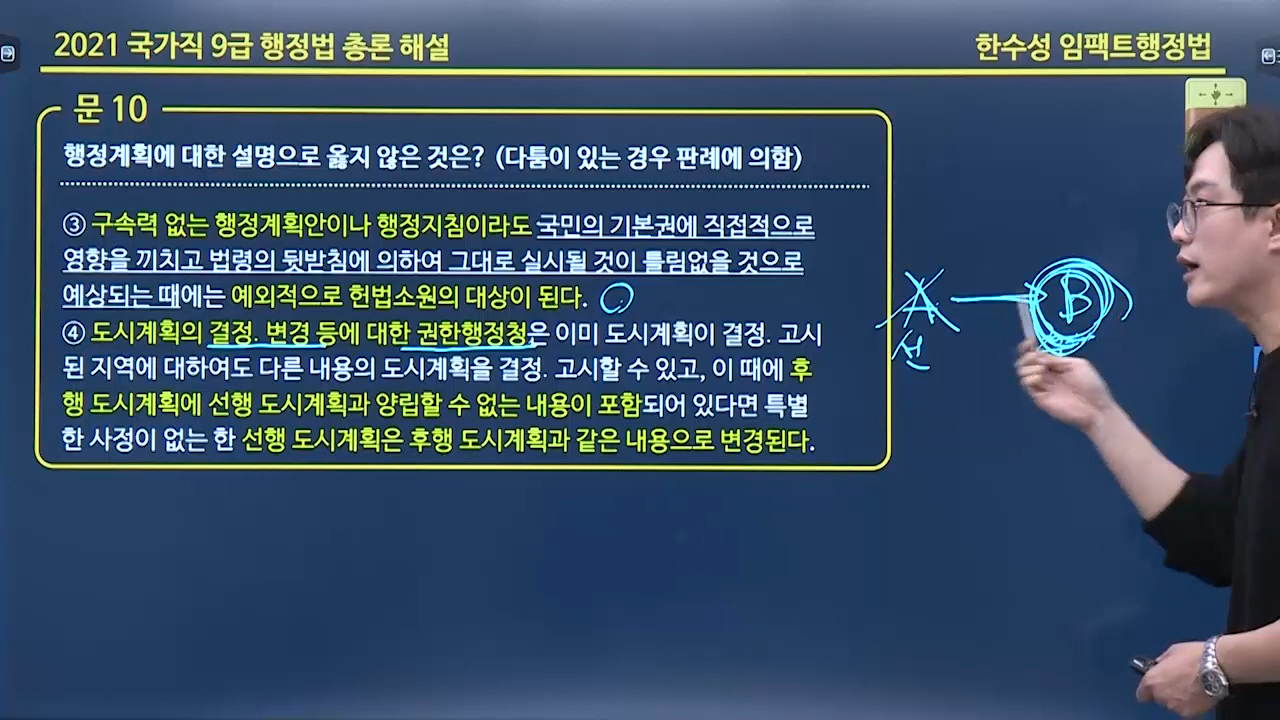 2021 국가직 9급 행정법 총론 해설
한수성 임팩트행정법
문 10
행정계획에 대한 설명으로 옳지 않은 것은? (다툼이 있는 경우 판례에 의함)
③ 구속력 없는 행정계획안이나 행정지침이라도 국민의 기본권에 직접적으로
영향을 끼치고 법령의 뒷받침에 의하여 그대로 실시될 것이 틀림없을 것으로
예상되는 때에는 예외적으로 헌법소원의 대상이 된다.
④ 도시계획의 결정. 변경 등에 대한 권한행정청은 이미 도시계획이 결정. 고시
된 지역에 대하여도 다른 내용의 도시계획을 결정. 고시할 수 있고, 이 때에 후
행 도시계획에 선행 도시계획과 양립할 수 없는 내용이 포함되어 있다면 특별
한 사정이 없는 한 선행 도시계획은 후행 도시계획과 같은 내용으로 변경된다.
A
B
선